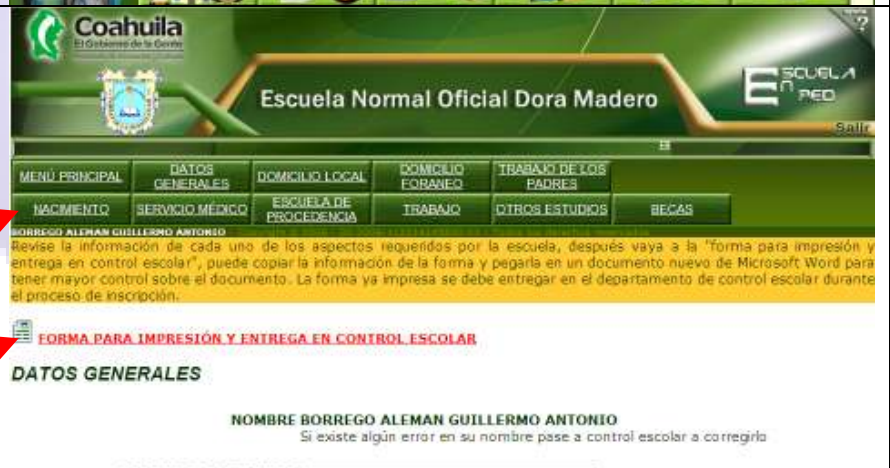 Coahuila
El Gobierno de la Gente
Escuela Normal Oficial Dora Madero
ESCUELA
EN RED
Salir
MENÚ PRINCIPAL
DATOS GENERALES
DOMICILIO LOCAL
DOMICILIO FORANEO
TRABAJO DE LOS PADRES
NACIMIENTO
SERVICIO MÉDICO
ESCUELA DE PROCEDENCIA
TRABAJO
OTROS ESTUDIOS
BECAS
BORREGO ALEMAN GUILLERMO ANTONIO
Revise la información de cada uno de los aspectos requeridos por la escuela, después vaya a la "forma para impresión y
entrega en control escolar", puede copiar la información de la forma y pegarla en un documento nuevo de Microsoft Word para
tener mayor control sobre el documento. La forma ya impresa se debe entregar en el departamento de control escolar durante
el proceso de inscripción.
FORMA PARA IMPRESIÓN Y ENTREGA EN CONTROL ESCOLAR
DATOS GENERALES
NOMBRE BORREGO ALEMAN GUILLERMO ANTONIO
Si existe algún error en su nombre pase a control escolar a corregirlo